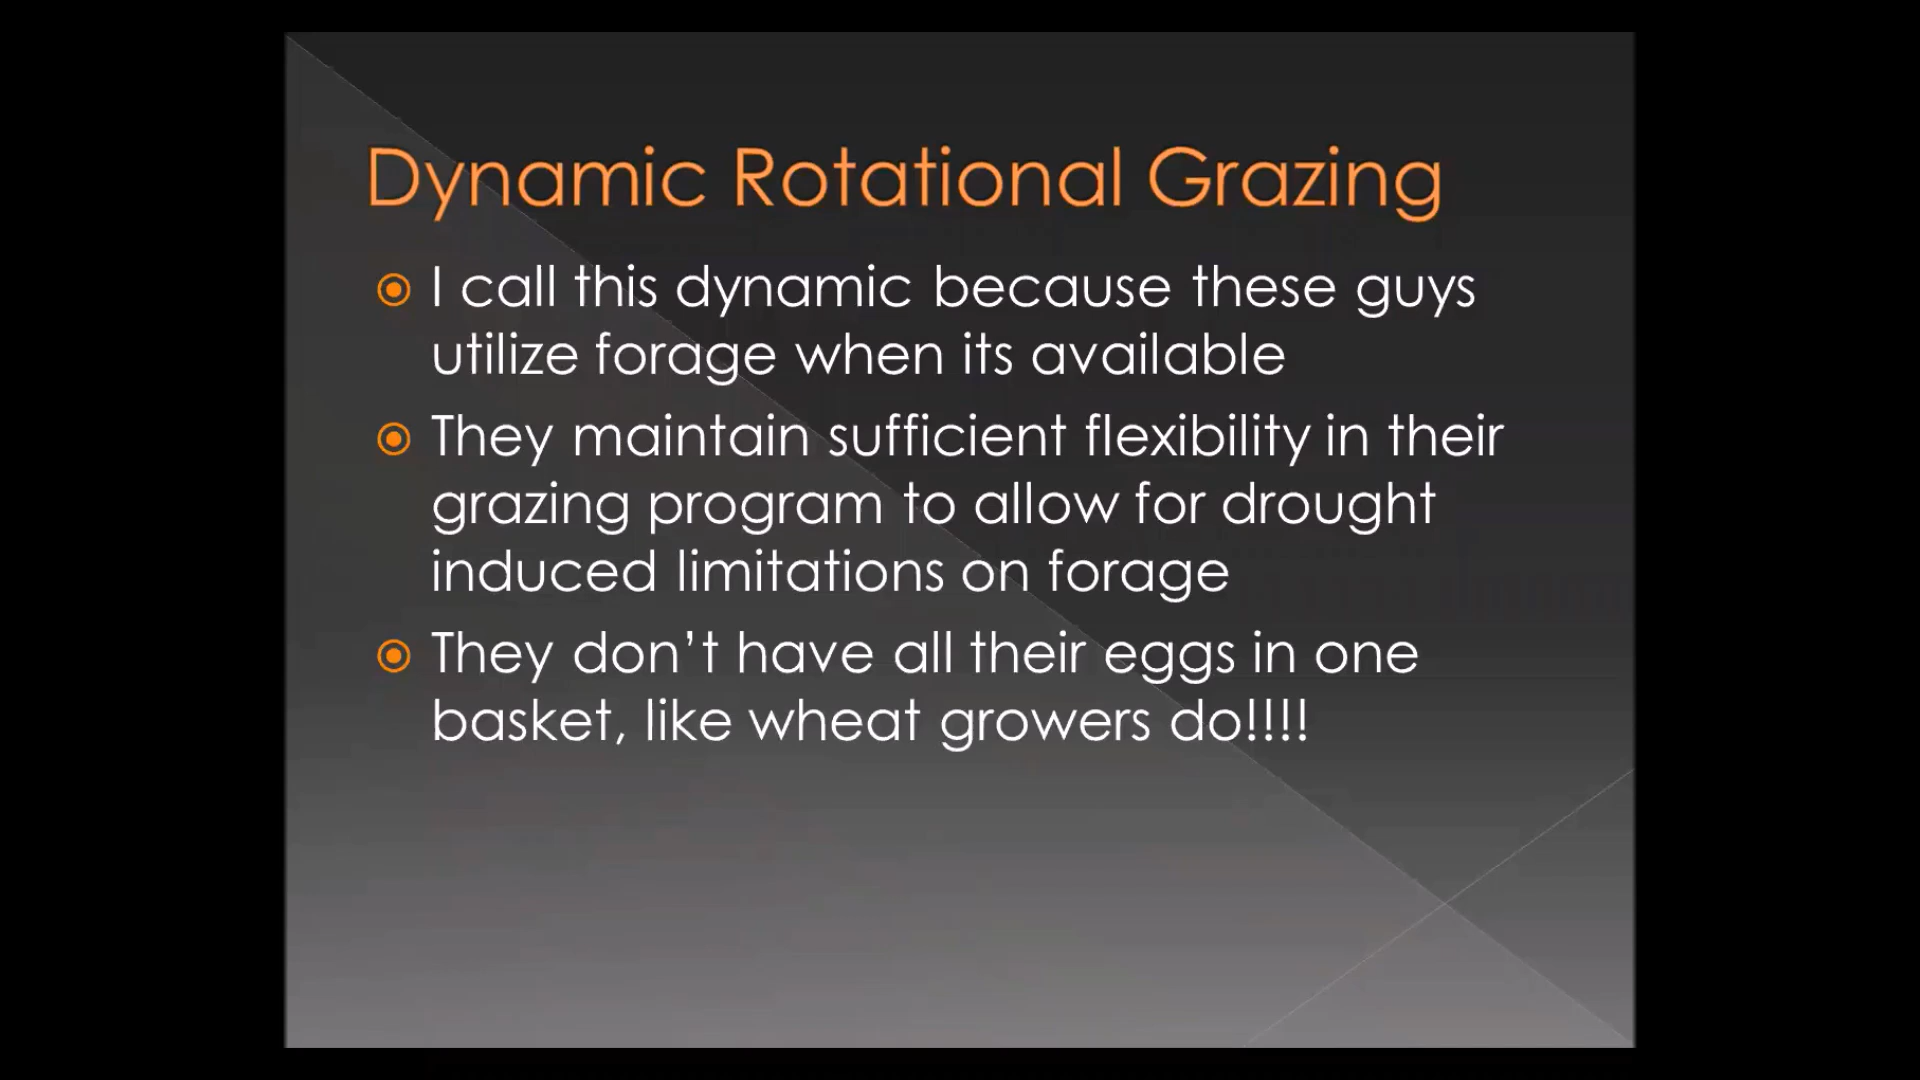 Dynamic Rotational Grazing
I call this dynamic because these guys
utilize forage when its available
They maintain sufficient flexibility in their
grazing program to allow for drought
induced limitations on forage
They don’t have all their eggs in one
basket, like wheat growers do!!!!